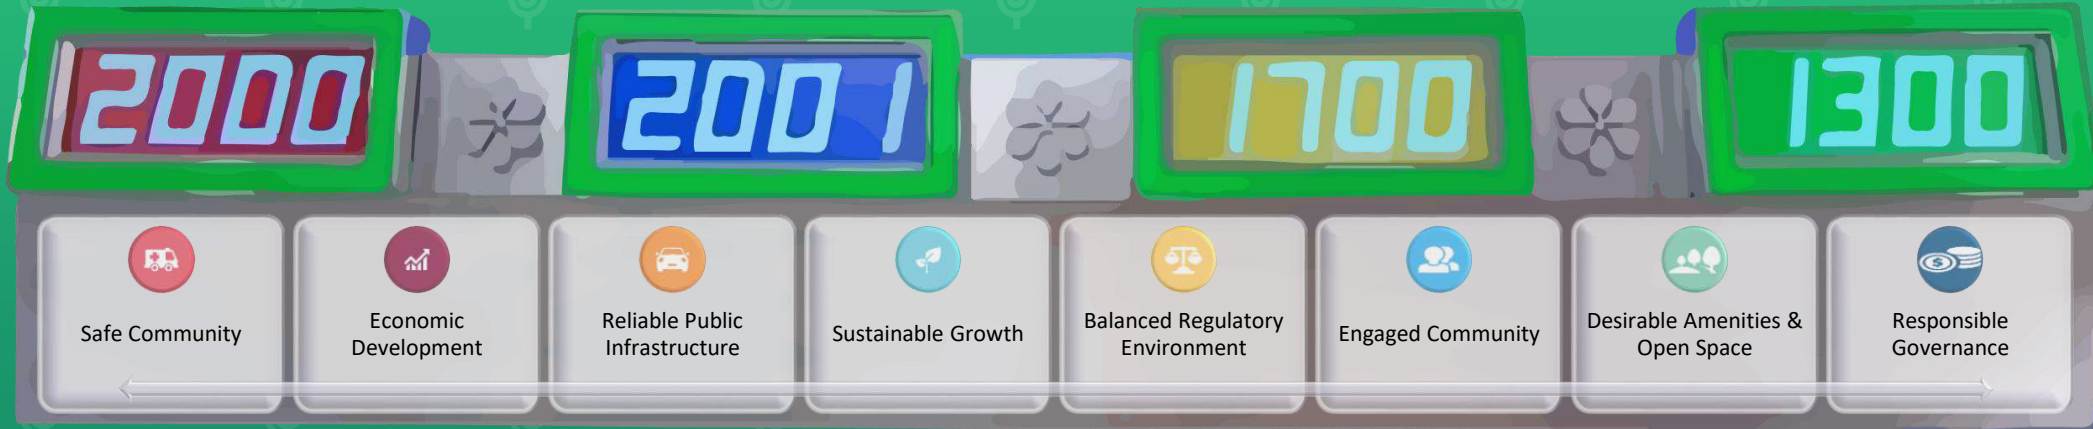 2000
2001
1700
1300
Safe Community
Economic
Development
Reliable Public
Infrastructure
Sustainable Growth
Balanced Regulatory
Environment
Engaged Community
Desirable Amenities &
Open Space
Responsible
Governance